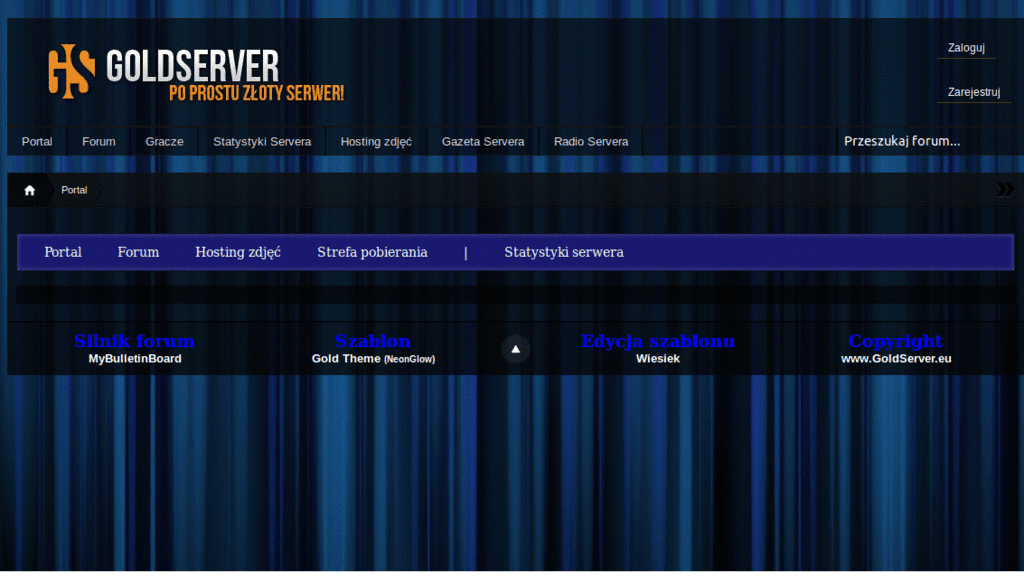 GS GOLDSERVER
PO PROSTU ZŁOTY SERWER!
Zaloguj
Zarejestruj
Portal Forum Gracze Statystyki Servera Hosting zdjęć Gazeta Servera Radio Servera Przeszukaj forum...
Portal
Portal Forum Hosting zdjęć Strefa pobierania | Statystyki serwera
Silnik forum Szablon Edycja szablonu Copyright
MyBulletinBoard Gold Theme (NeonGlow) Wiesiek www.GoldServer.eu